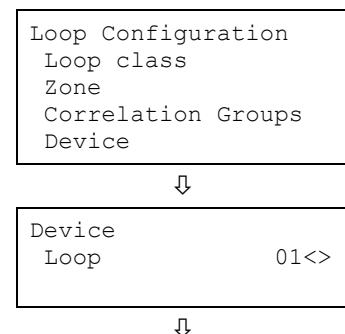 Loop Configuration
Loop class
Zone
Correlation Groups
Device
⇩
Device
Loop 01<>
⇩